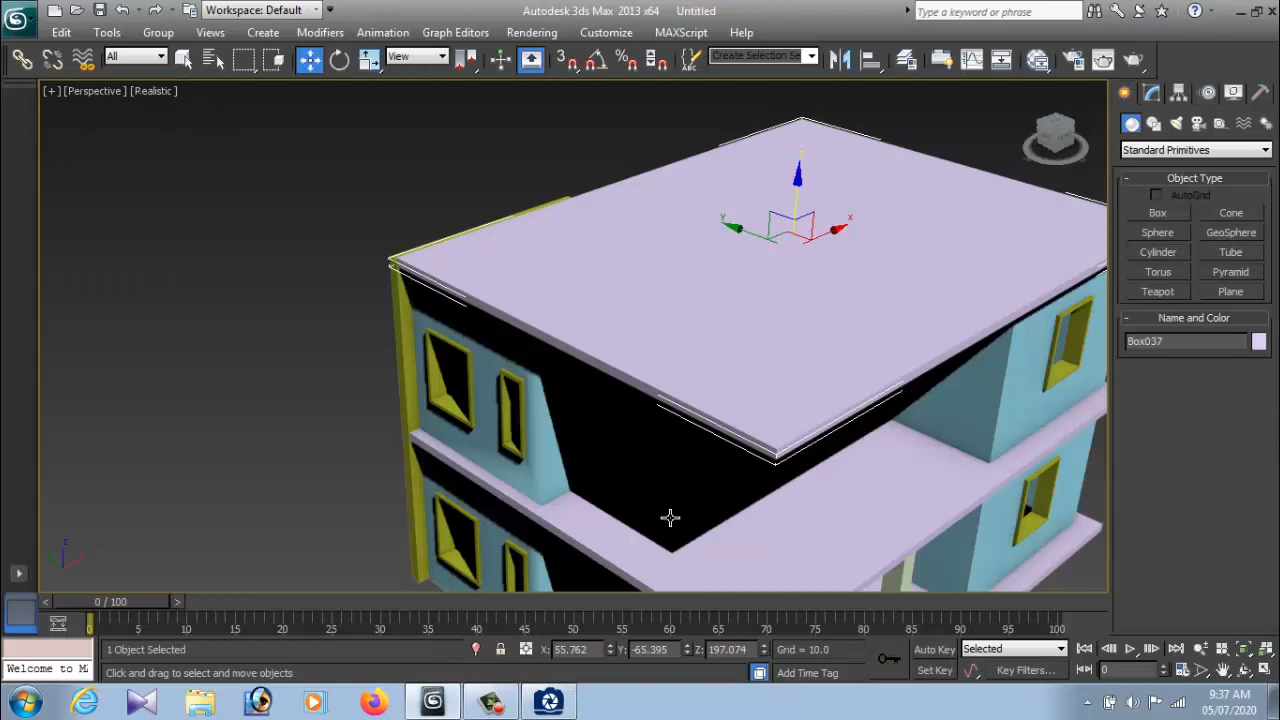 Workspace: Default
Autodesk 3ds Max 2013 x64 Untitled
Type a keyword or phrase
Edit Tools Group Views Create Modifiers Animation Graph Editors Rendering Customize MAXScript Help
All
View
3
Create Selection Se
[+] [Perspective] [Realistic]
Standard Primitives
- Object Type
AutoGrid
Box Cone
Sphere GeoSphere
Cylinder Tube
Torus Pyramid
Teapot Plane
- Name and Color
Box037
z
y
x
z
0 / 100
0 5 10 15 20 25 30 35 40 45 50 55 60 65 70 75 80 85 90 95 100
1 Object Selected X: 55.762 Y: -65.395 Z: 197.074 Grid = 10.0 Auto Key Selected
Welcome to M Click and drag to select and move objects Add Time Tag Set Key Key Filters... 0
9:37 AM
05/07/2020